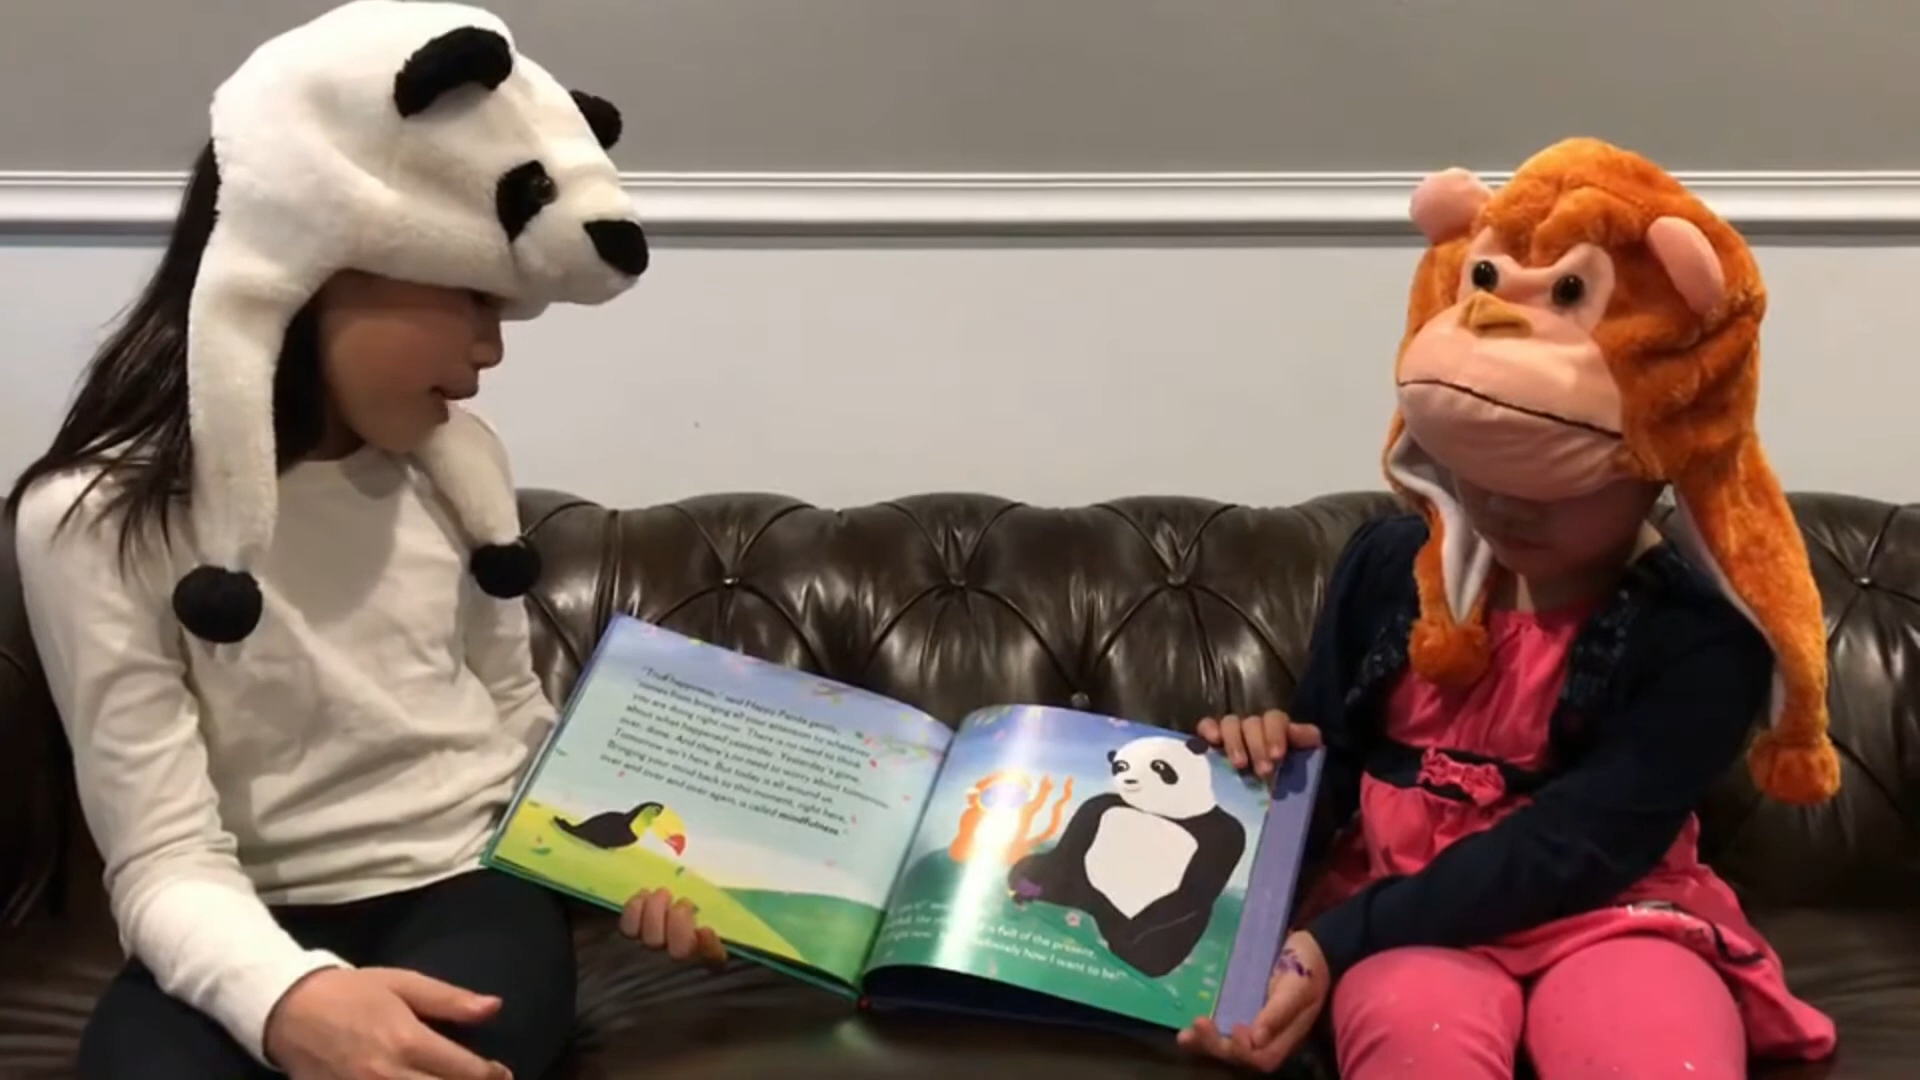 "True happiness," said Happy Panda gently,
"comes from bringing all your attention to whatever
you are doing right now. There is no need to think
about what happened yesterday. Yesterday's gone,
over, done. And there's no need to worry about tomorrow.
Tomorrow isn't here. But today is all around us.
Bringing your mind back to this moment, right here,
over and over and over again, is called mindfulness."
is full of the present,
right now. how I want to be!"